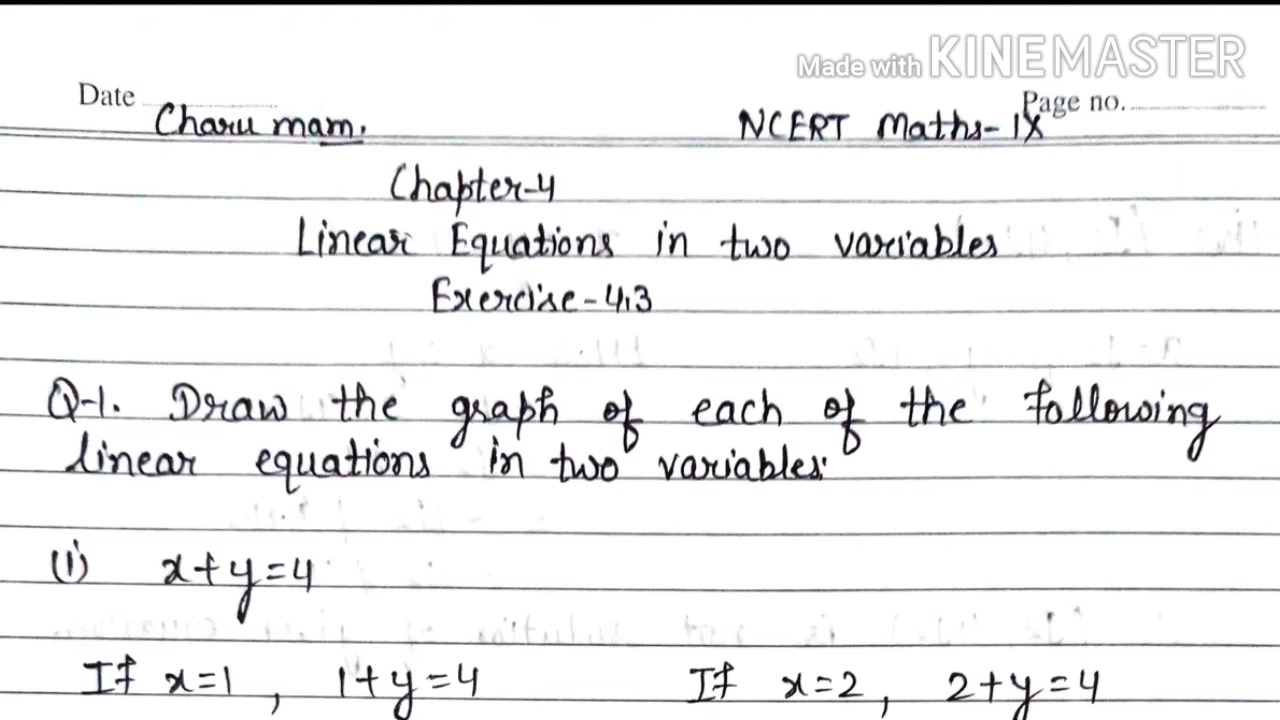 Made with KINEMASTER
Date
Page no.
Charu mam.
NCERT Maths- IX
Chapter-4
Linear Equations in two variables
Exercise-4.3
Q-1. Draw the graph of each of the following
linear equations in two variables:
(i) x+y=4
If x=1, 1+y=4 If x=2, 2+y=4